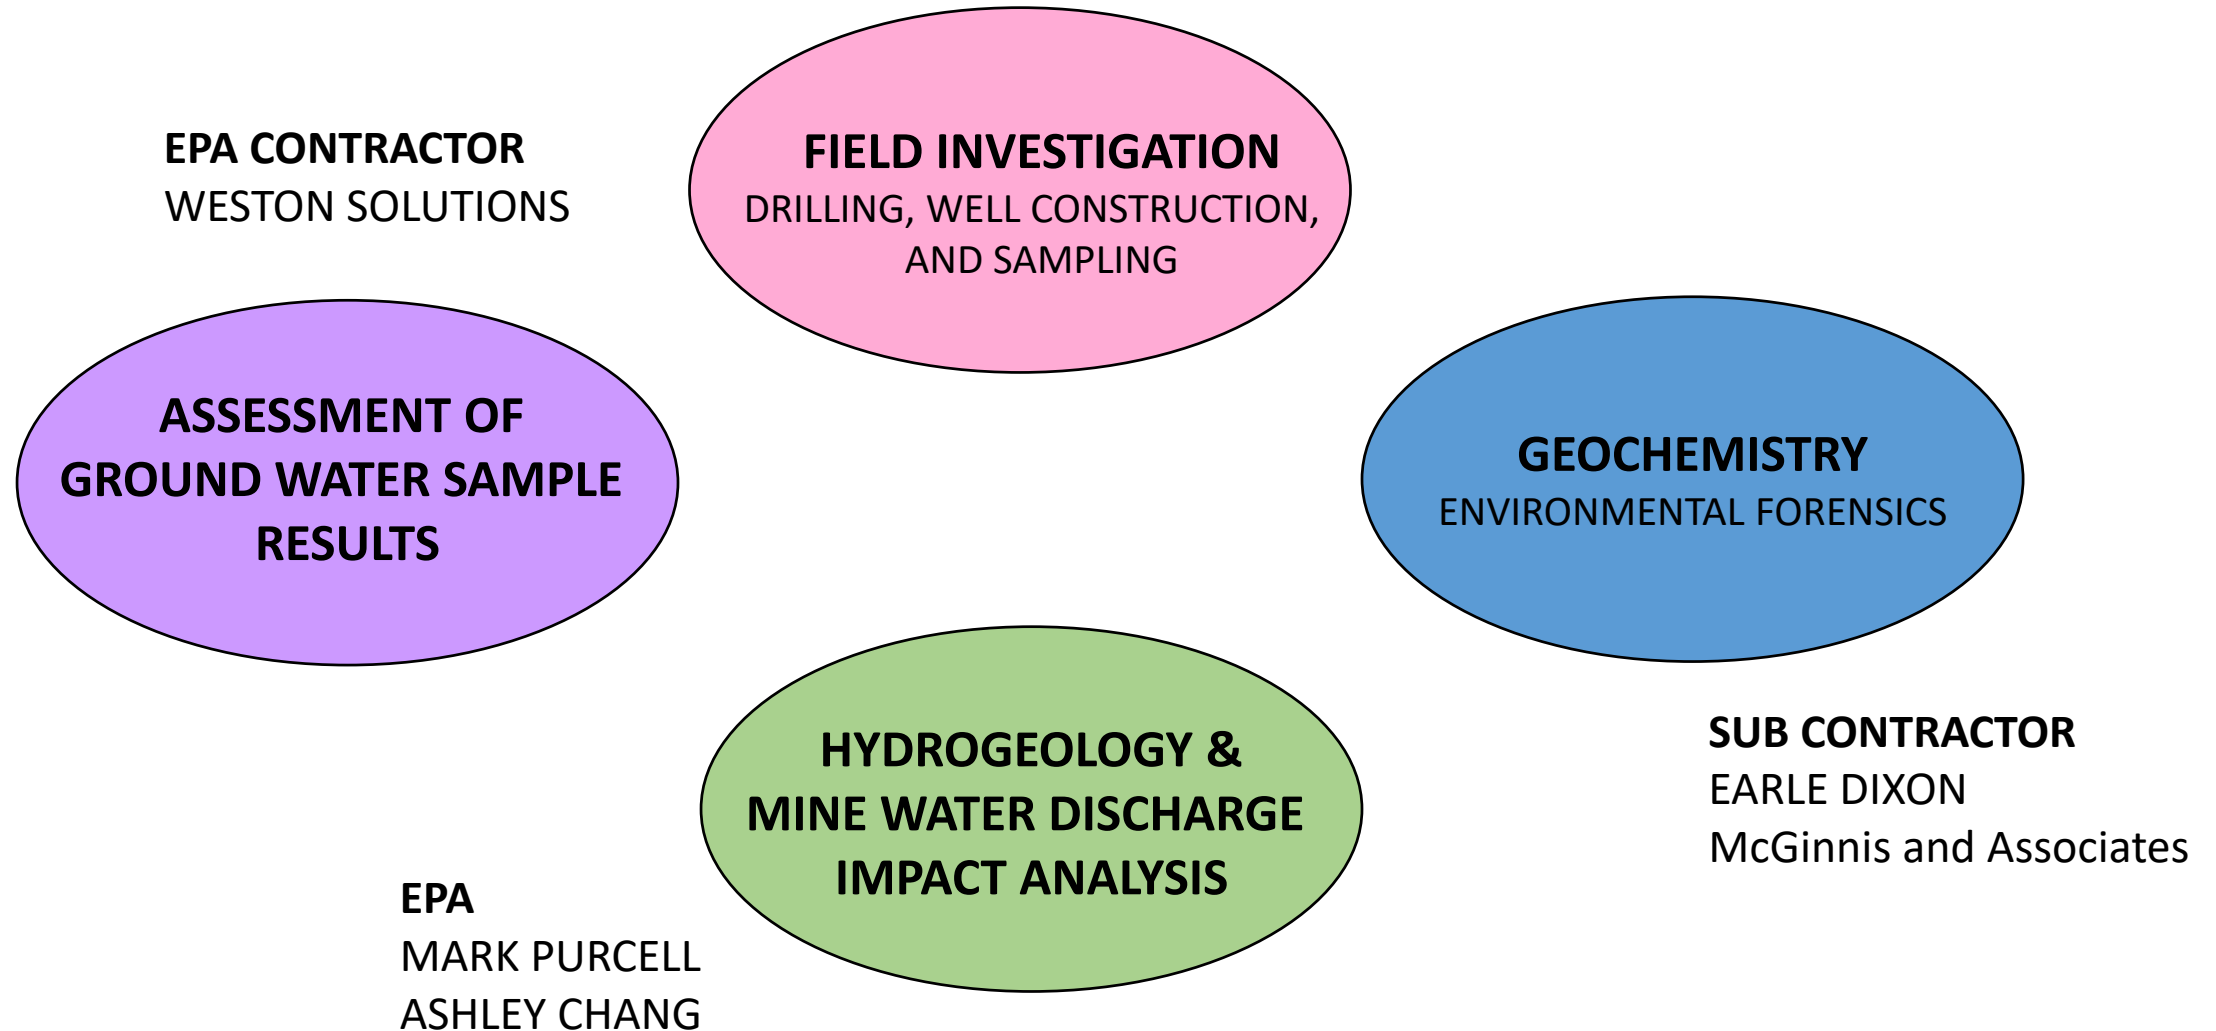 EPA CONTRACTOR
WESTON SOLUTIONS
FIELD INVESTIGATION
DRILLING, WELL CONSTRUCTION,
AND SAMPLING
ASSESSMENT OF
GROUND WATER SAMPLE
RESULTS
GEOCHEMISTRY
ENVIRONMENTAL FORENSICS
HYDROGEOLOGY &
MINE WATER DISCHARGE
IMPACT ANALYSIS
SUB CONTRACTOR
EARLE DIXON
McGinnis and Associates
EPA
MARK PURCELL
ASHLEY CHANG